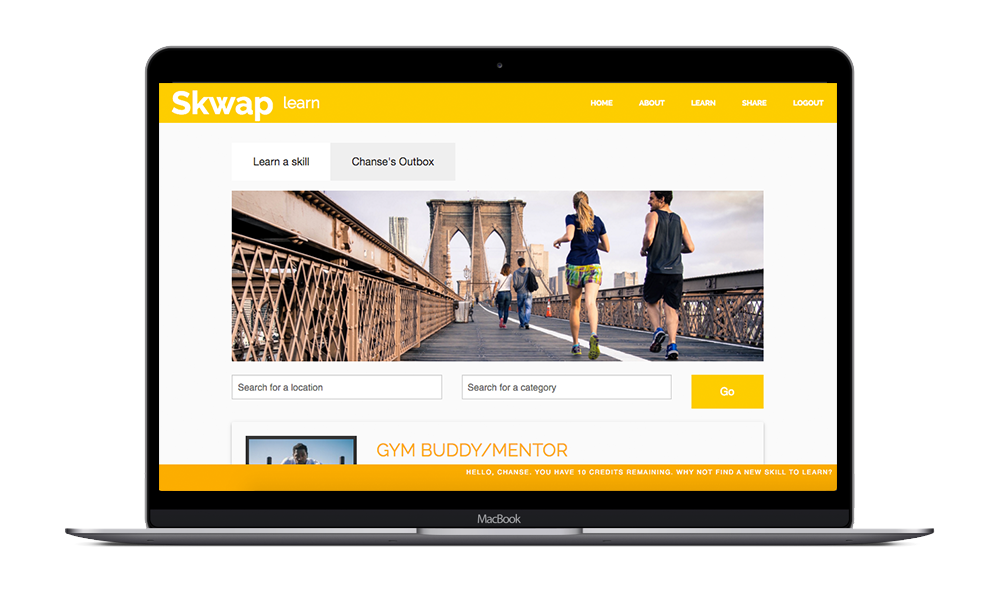 Skwap learn
HOME ABOUT LEARN SHARE LOGOUT
Learn a skill
Chanse's Outbox
Search for a location
Search for a category
Go
GYM BUDDY/MENTOR
HELLO, CHANSE. YOU HAVE 10 CREDITS REMAINING. WHY NOT FIND A NEW SKILL TO LEARN?
MacBook